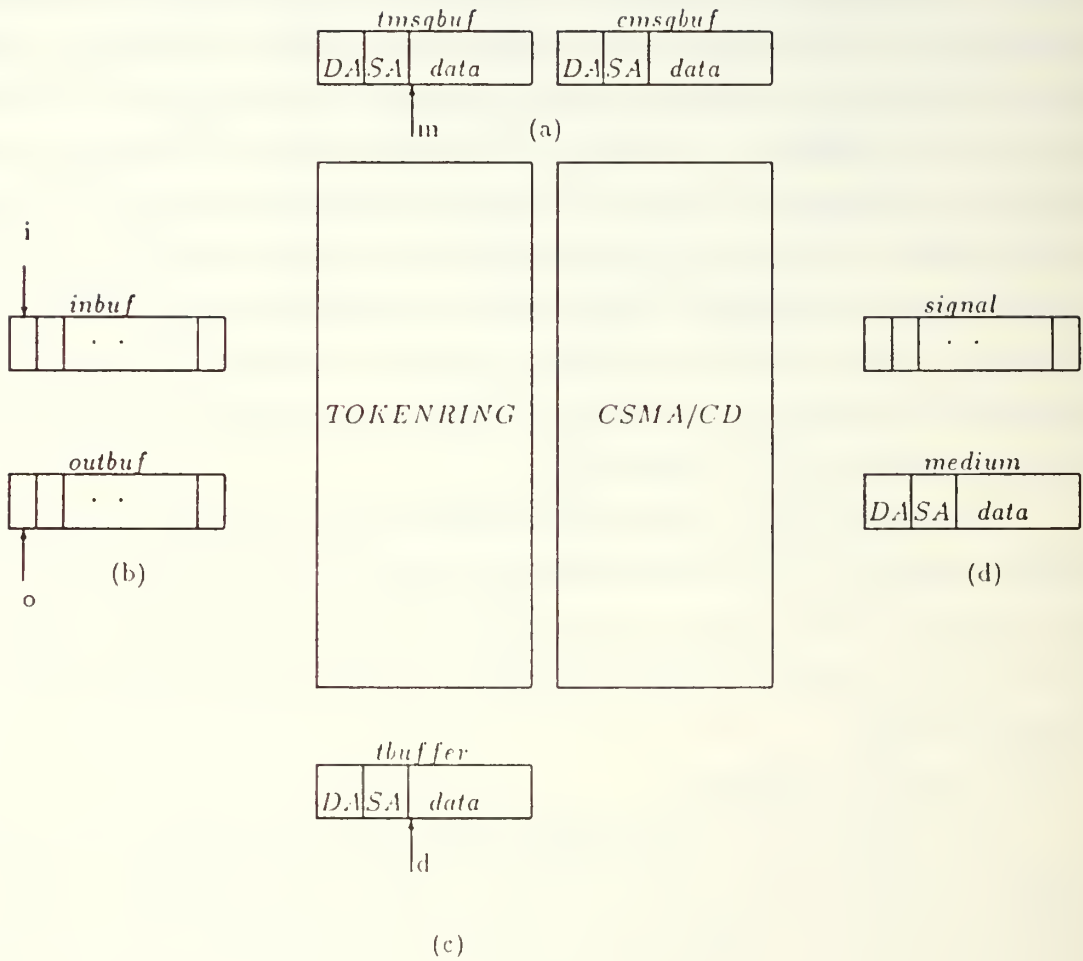 tmsgbuf cmsgbuf
DA SA data DA SA data
m (a)
i
inbuf signal
. . . .
TOKENRING CSMA/CD
outbuf medium
. . DA SA data
(b) (d)
o
tbuffer
DA SA data
d
(c)